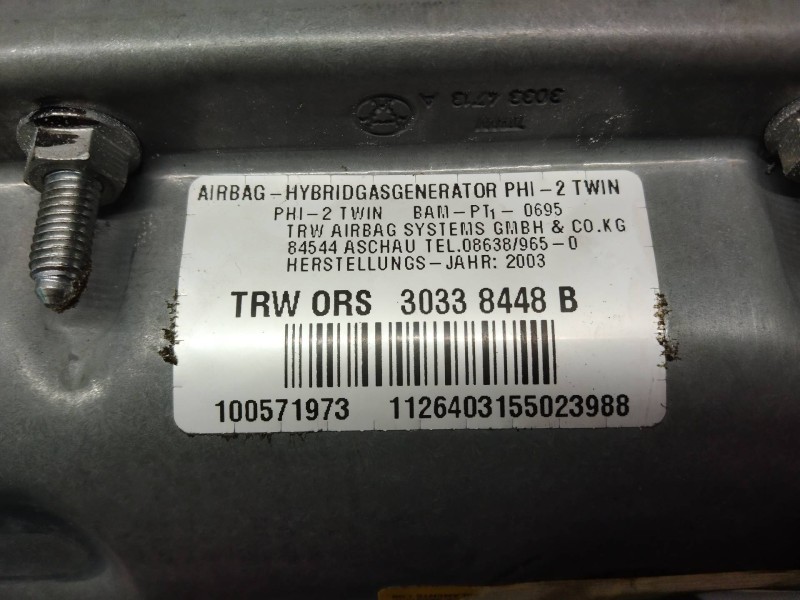 3033 4713 A
AIRBAG-HYBRIDGASGENERATOR PHI-2 TWIN
PHI-2 TWIN BAM-PT1-0695
TRW AIRBAG SYSTEMS GMBH & CO.KG
84544 ASCHAU TEL.08638/965-0
HERSTELLUNGS-JAHR: 2003
TRW ORS 3033 8448 B
100571973 1126403155023988